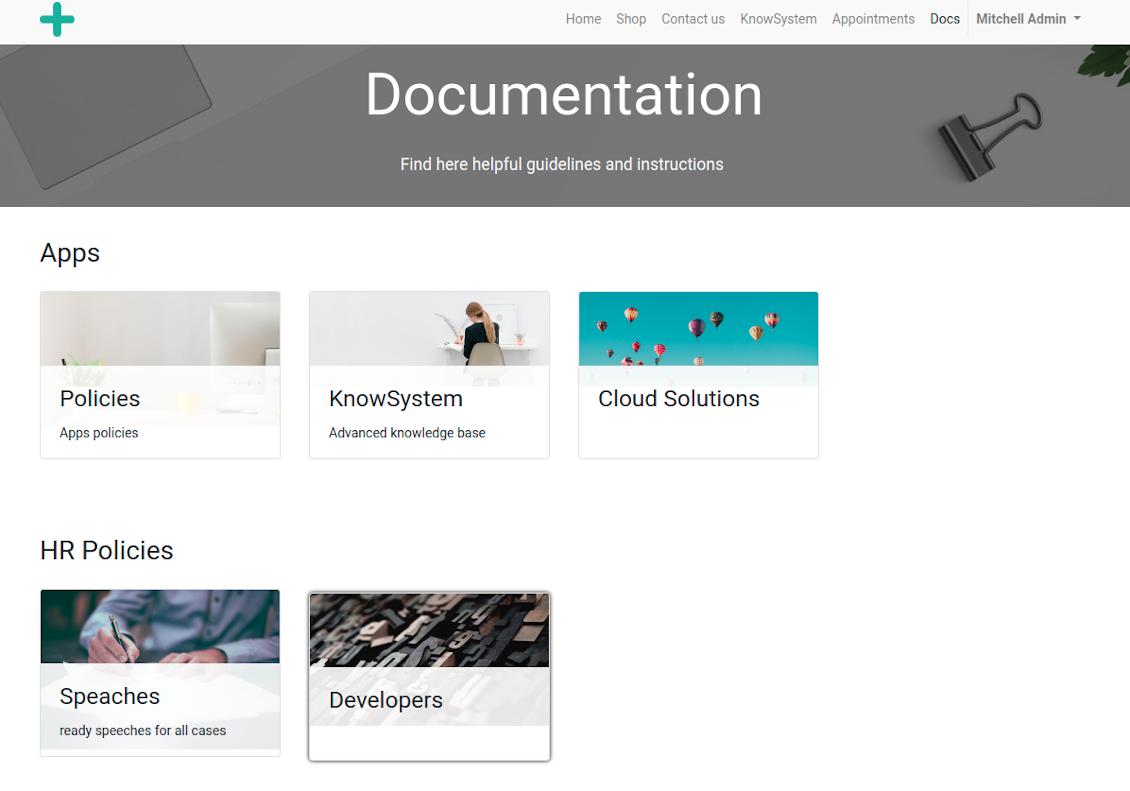 Home Shop Contact us KnowSystem Appointments Docs Mitchell Admin
Documentation
Find here helpful guidelines and instructions
Apps
Policies
Apps policies
KnowSystem
Advanced knowledge base
Cloud Solutions
HR Policies
Speaches
ready speeches for all cases
Developers